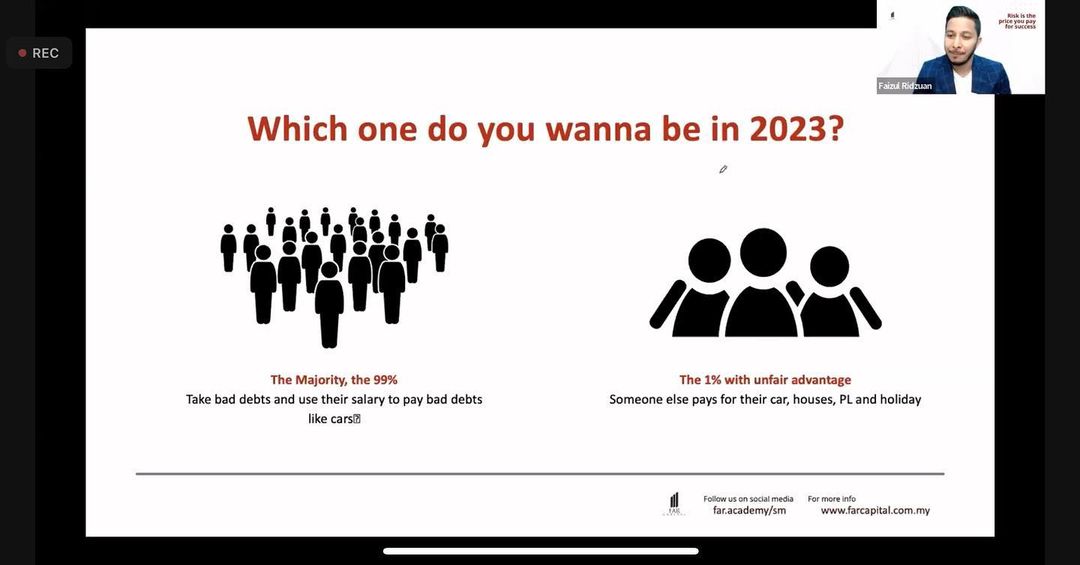 REC
Risk is the
price you pay
for success
Faizul Ridzuan
Which one do you wanna be in 2023?
The Majority, the 99%
Take bad debts and use their salary to pay bad debts
like cars
The 1% with unfair advantage
Someone else pays for their car, houses, PL and holiday
FAR
CAPITAL
Follow us on social media
far.academy/sm
For more info
www.farcapital.com.my